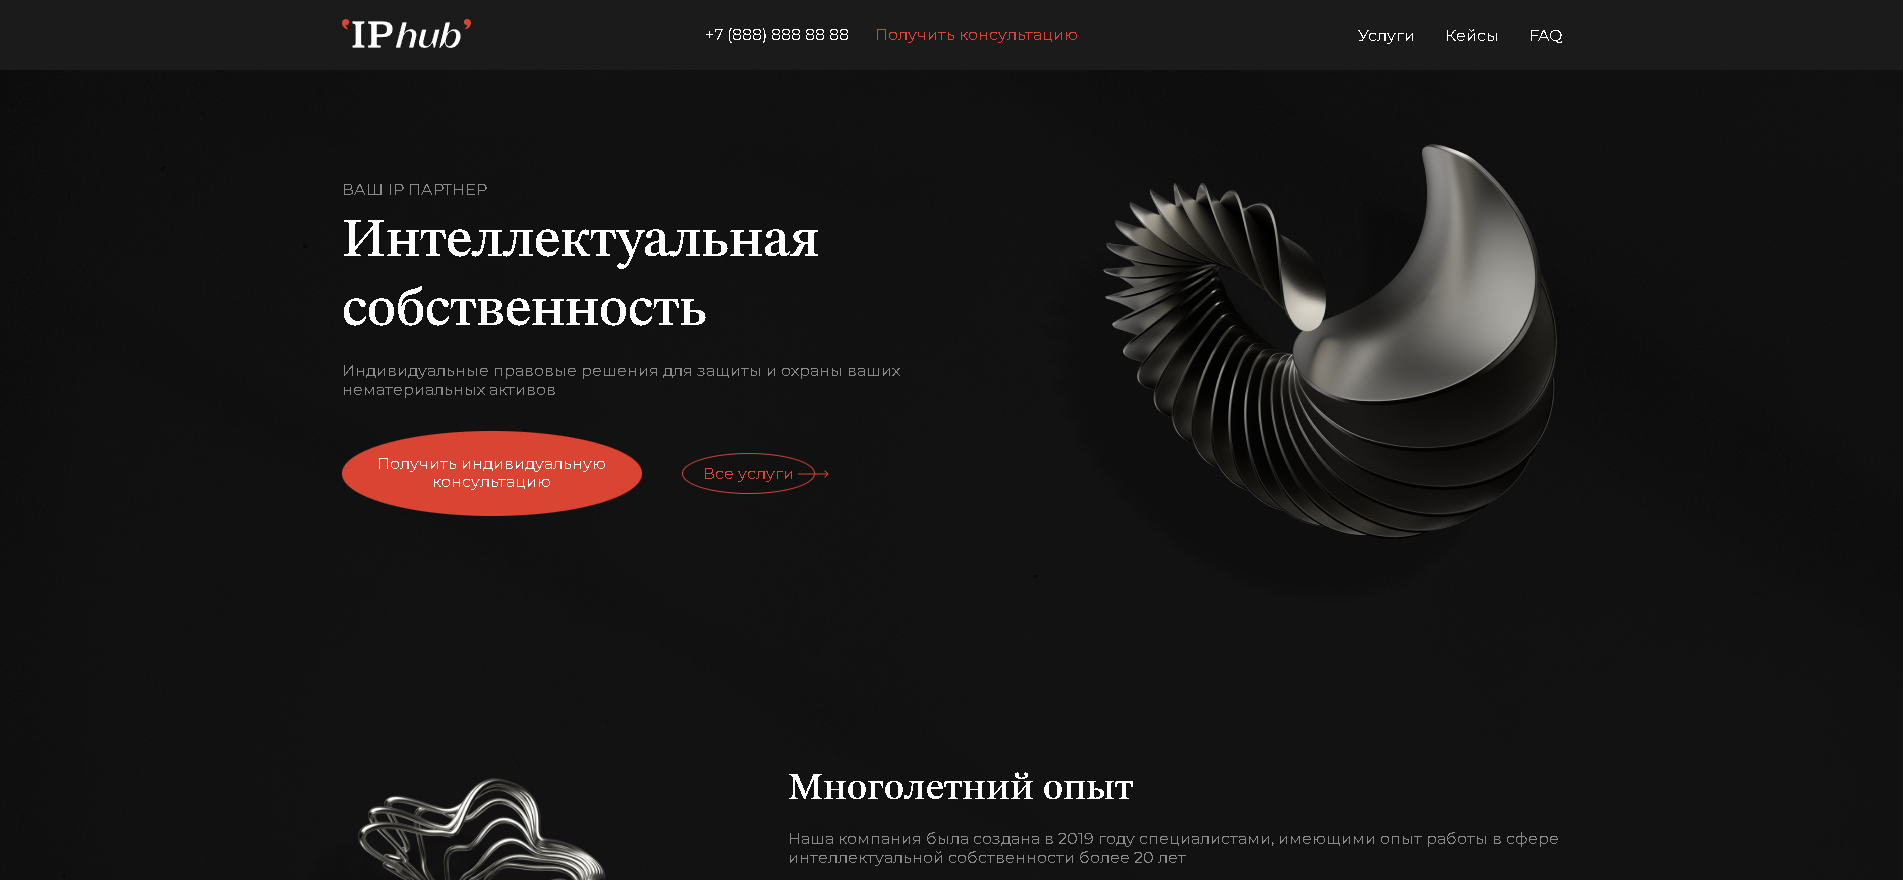 'IPhub'
+7 (888) 888 88 88
Получить консультацию
Услуги
Кейсы
FAQ
ВАШ IP ПАРТНЕР
Интеллектуальная
собственность
Индивидуальные правовые решения для защиты и охраны ваших
нематериальных активов
Получить индивидуальную
консультацию
Все услуги
Многолетний опыт
Наша компания была создана в 2019 году специалистами, имеющими опыт работы в сфере
интеллектуальной собственности более 20 лет